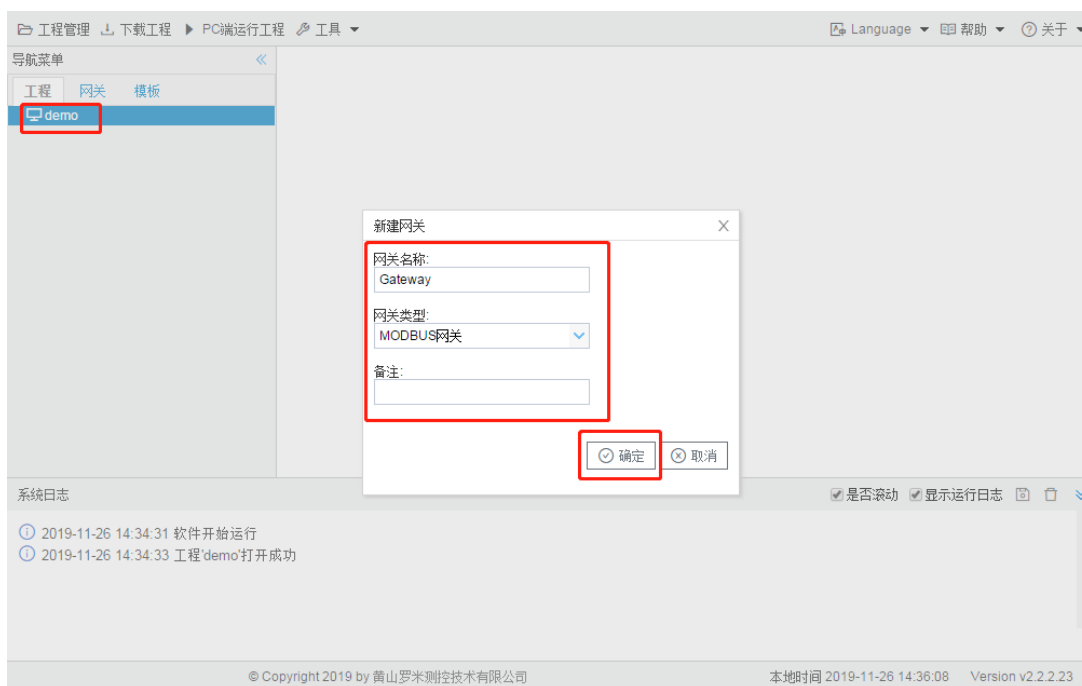 工程管理 下载工程 PC端运行工程 工具 Language 帮助 关于
导航菜单
工程 网关 模板
demo
新建网关
网关名称:
Gateway
网关类型:
MODBUS网关
备注:
确定 取消
系统日志 是否滚动 显示运行日志
2019-11-26 14:34:31 软件开始运行
2019-11-26 14:34:33 工程'demo'打开成功
© Copyright 2019 by 黄山罗米测控技术有限公司 本地时间 2019-11-26 14:36:08 Version v2.2.2.23